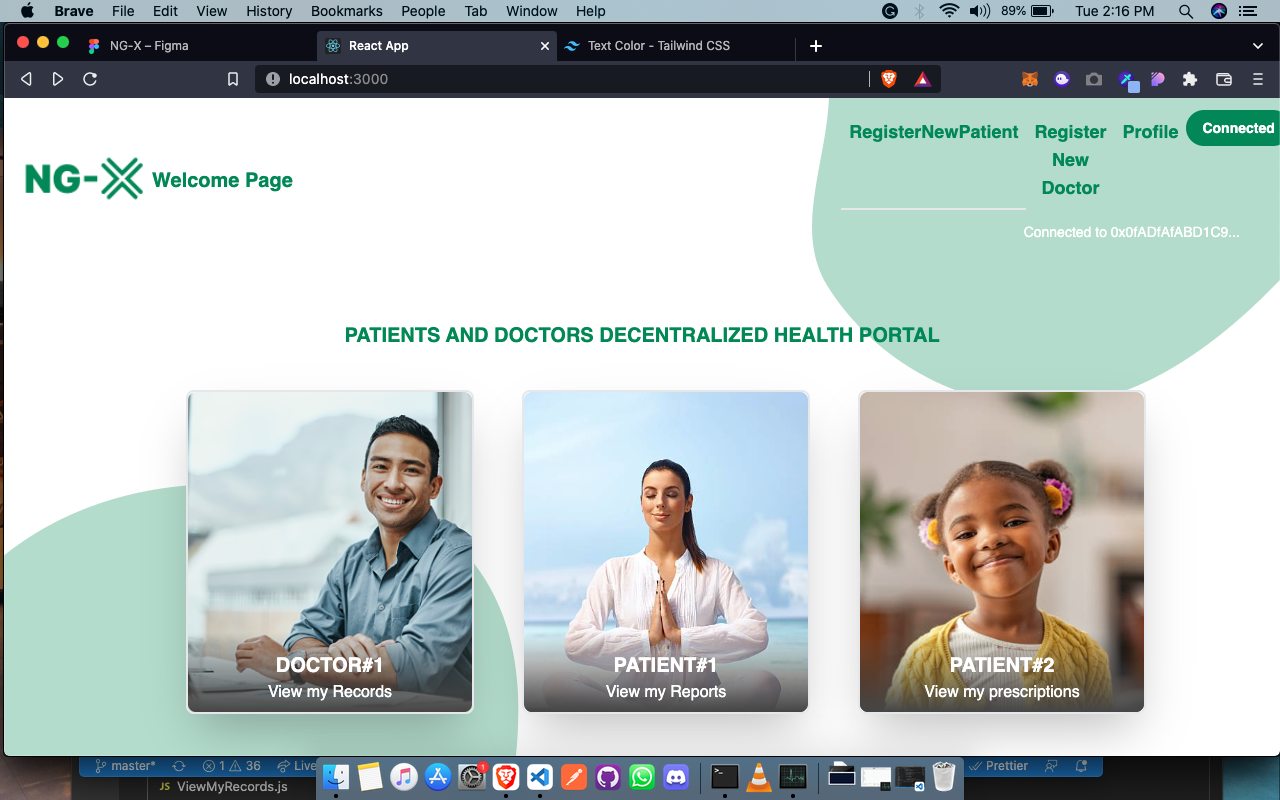 Brave File Edit View History Bookmarks People Tab Window Help 89% Tue 2:16 PM
NG-X – Figma React App Text Color - Tailwind CSS
localhost:3000
RegisterNewPatient Register New Doctor Profile Connected
NG-X Welcome Page
Connected to 0x0fADfAfABD1C9...
PATIENTS AND DOCTORS DECENTRALIZED HEALTH PORTAL
DOCTOR#1
View my Records
PATIENT#1
View my Reports
PATIENT#2
View my prescriptions
master* 1 36 Live Prettier
1
JS ViewMyRecords.js